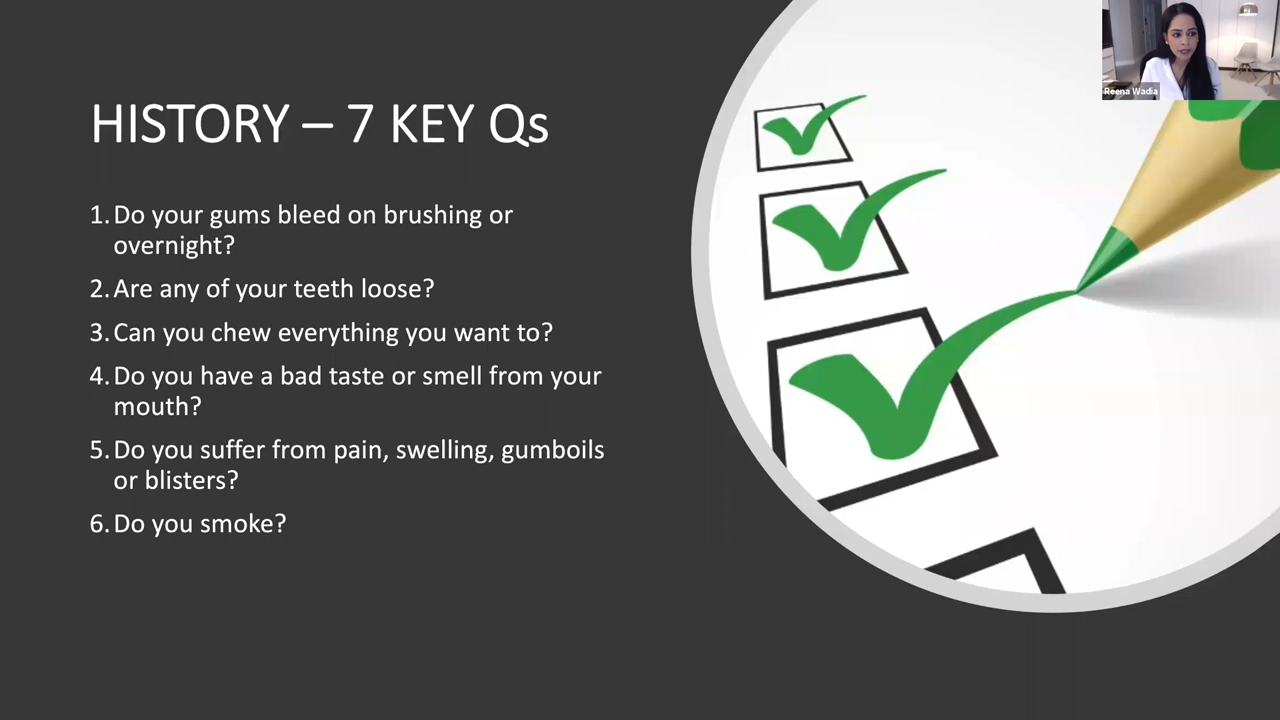 Reena Wadia
HISTORY – 7 KEY Qs
1. Do your gums bleed on brushing or
overnight?
2. Are any of your teeth loose?
3. Can you chew everything you want to?
4. Do you have a bad taste or smell from your
mouth?
5. Do you suffer from pain, swelling, gumboils
or blisters?
6. Do you smoke?